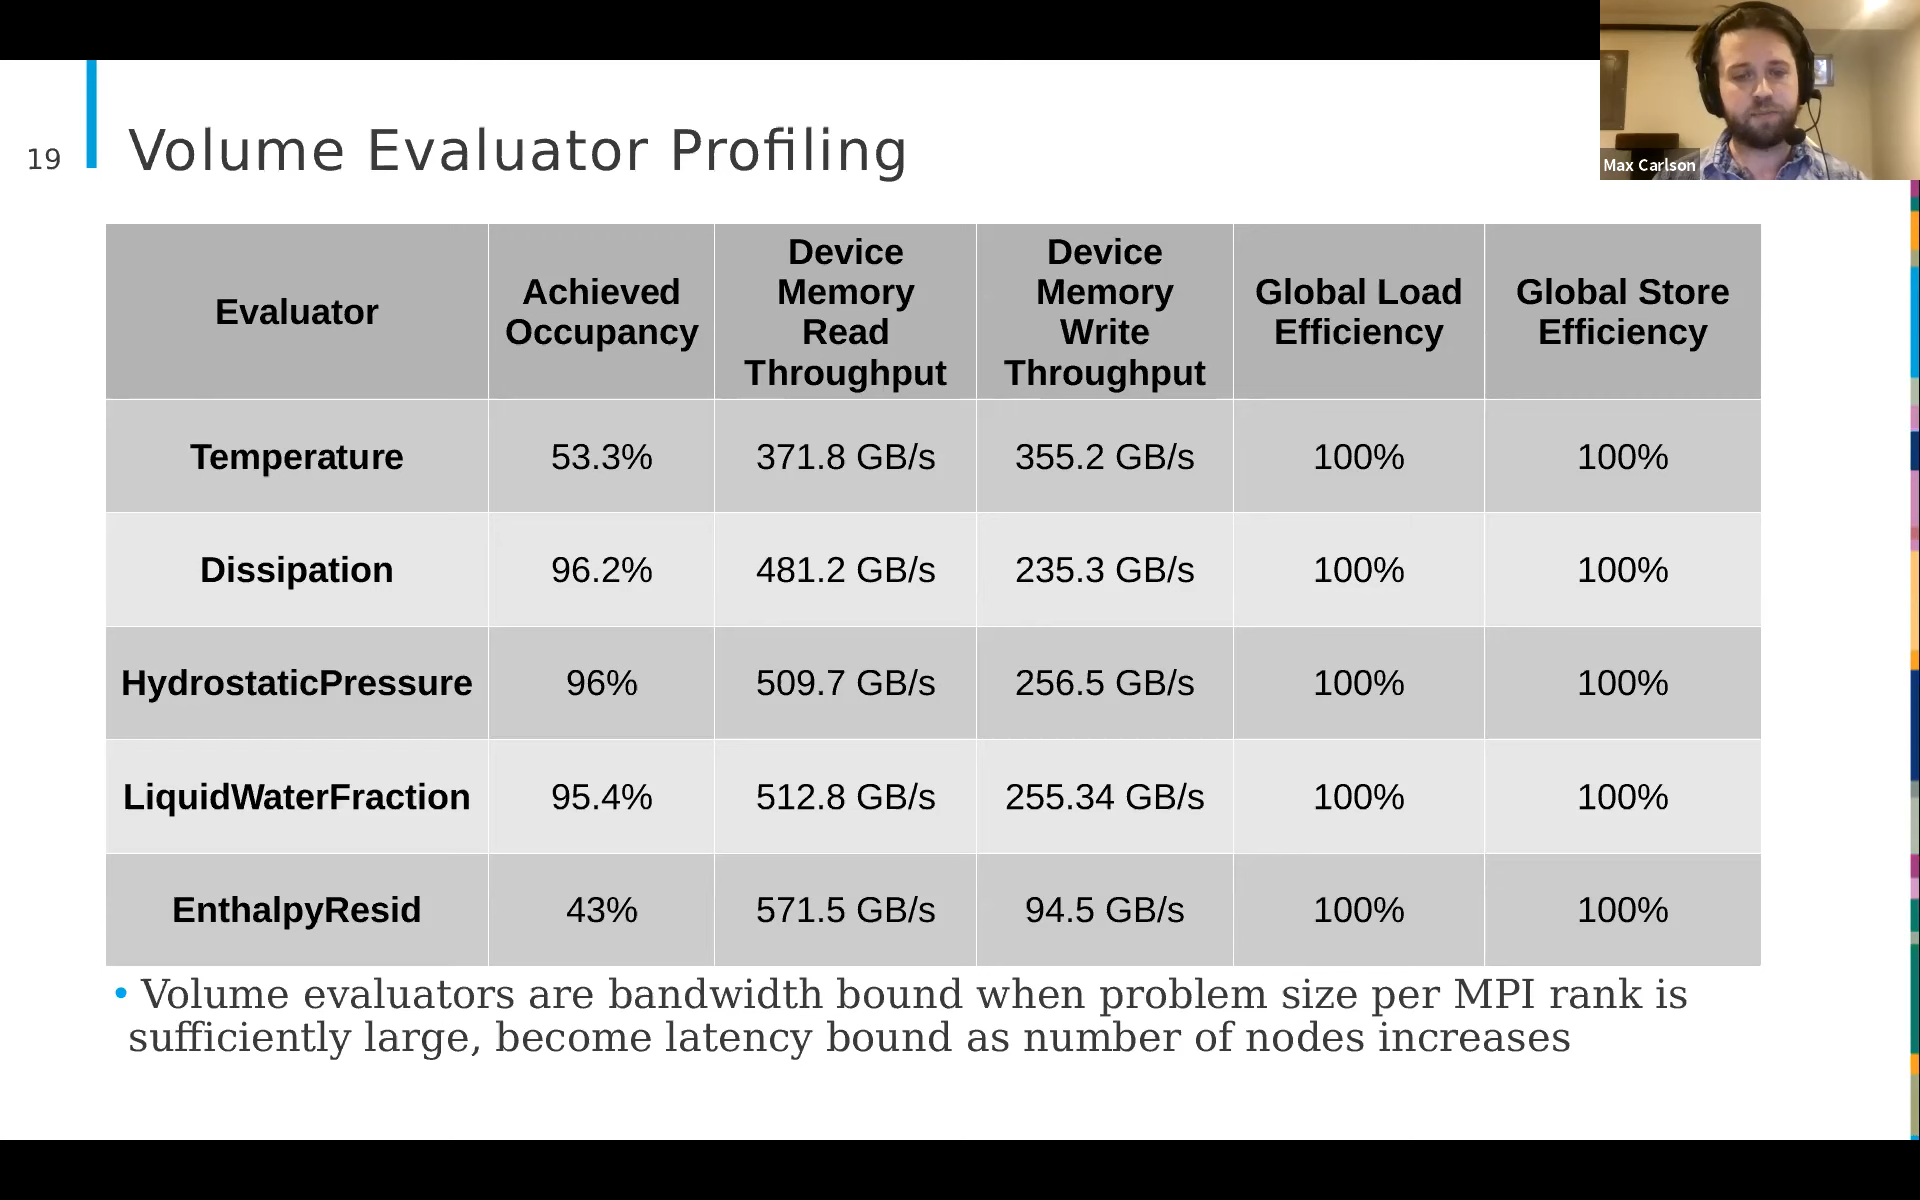 Max Carlson
19
Volume Evaluator Profiling
Evaluator
Achieved
Occupancy
Device
Memory
Read
Throughput
Device
Memory
Write
Throughput
Global Load
Efficiency
Global Store
Efficiency
Temperature 53.3% 371.8 GB/s 355.2 GB/s 100% 100%
Dissipation 96.2% 481.2 GB/s 235.3 GB/s 100% 100%
HydrostaticPressure 96% 509.7 GB/s 256.5 GB/s 100% 100%
LiquidWaterFraction 95.4% 512.8 GB/s 255.34 GB/s 100% 100%
EnthalpyResid 43% 571.5 GB/s 94.5 GB/s 100% 100%
• Volume evaluators are bandwidth bound when problem size per MPI rank is
sufficiently large, become latency bound as number of nodes increases